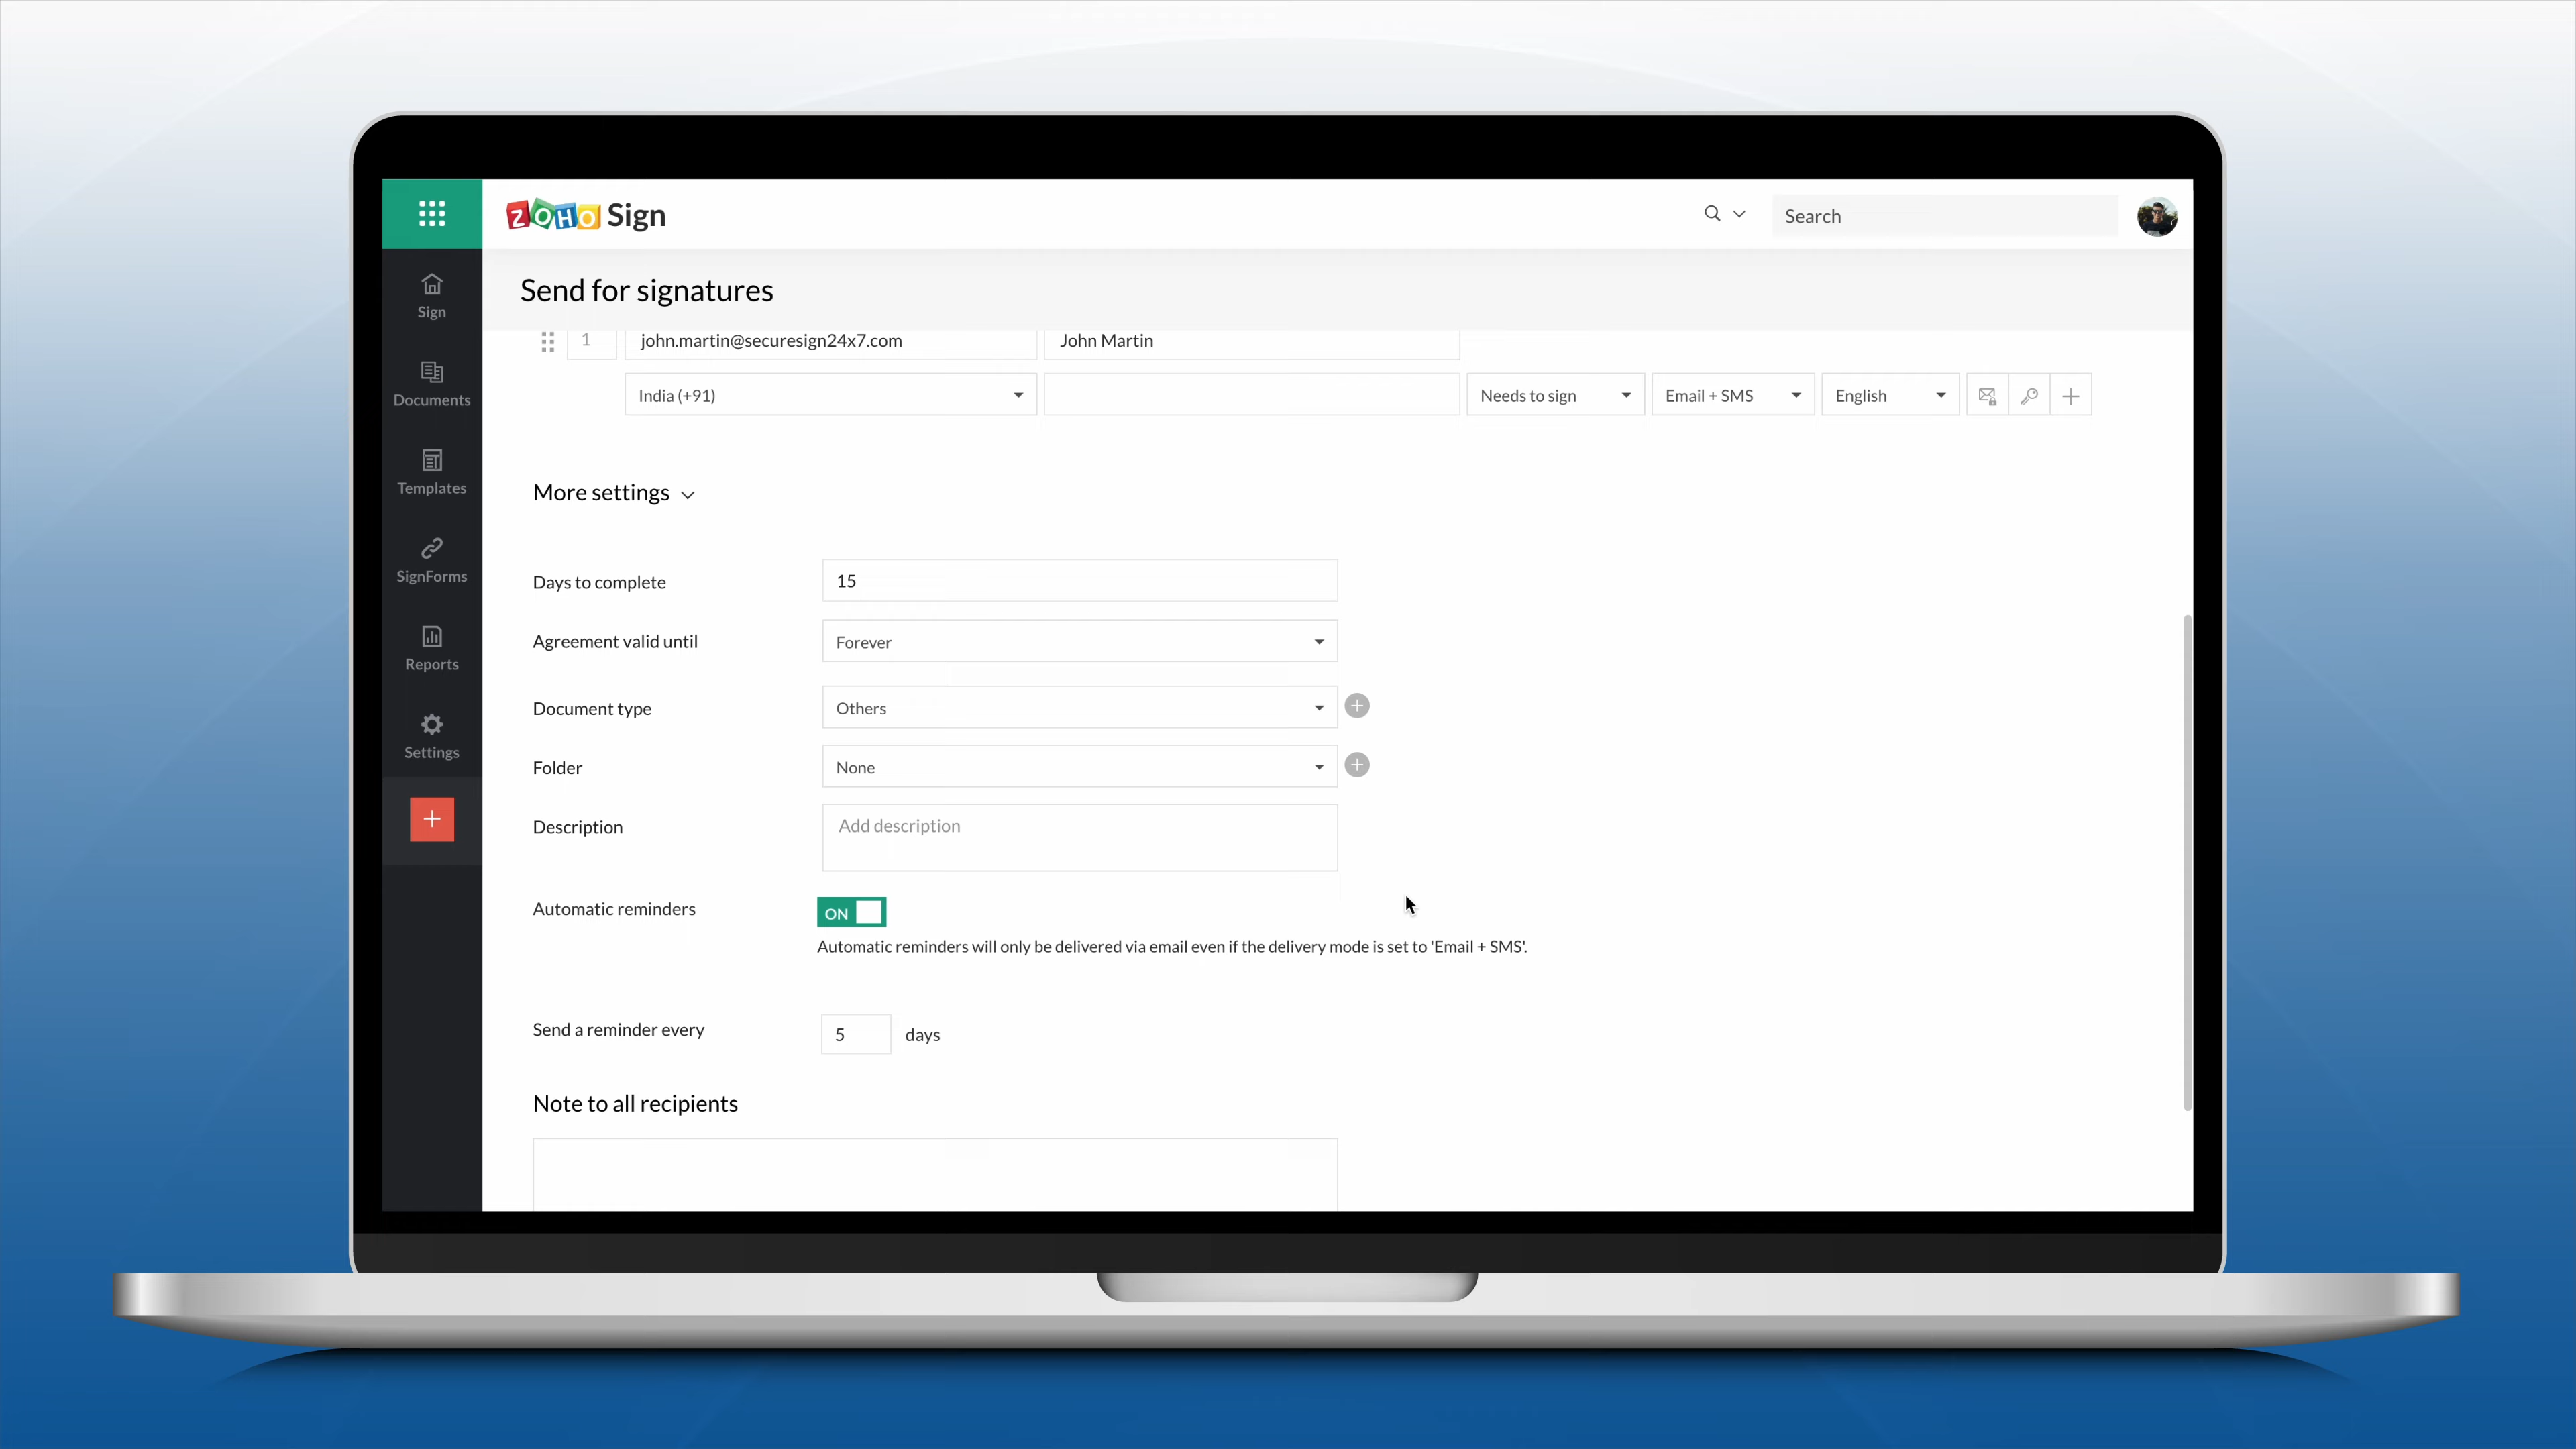 ZOHO Sign
Search
Sign
Documents
Templates
SignForms
Reports
Settings
Send for signatures
1 john.martin@securesign24x7.com John Martin
India (+91) Needs to sign Email + SMS English
More settings
Days to complete 15
Agreement valid until Forever
Document type Others
Folder None
Description Add description
Automatic reminders ON
Automatic reminders will only be delivered via email even if the delivery mode is set to 'Email + SMS'.
Send a reminder every 5 days
Note to all recipients